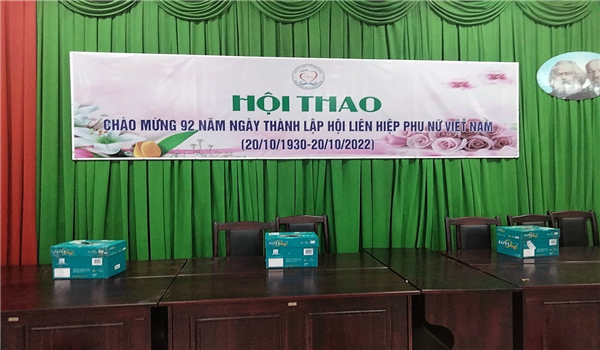 HỘI THAO
CHÀO MỪNG 92 NĂM NGÀY THÀNH LẬP HỘI LIÊN HIỆP PHỤ NỮ VIỆT NAM
(20/10/1930-20/10/2022)